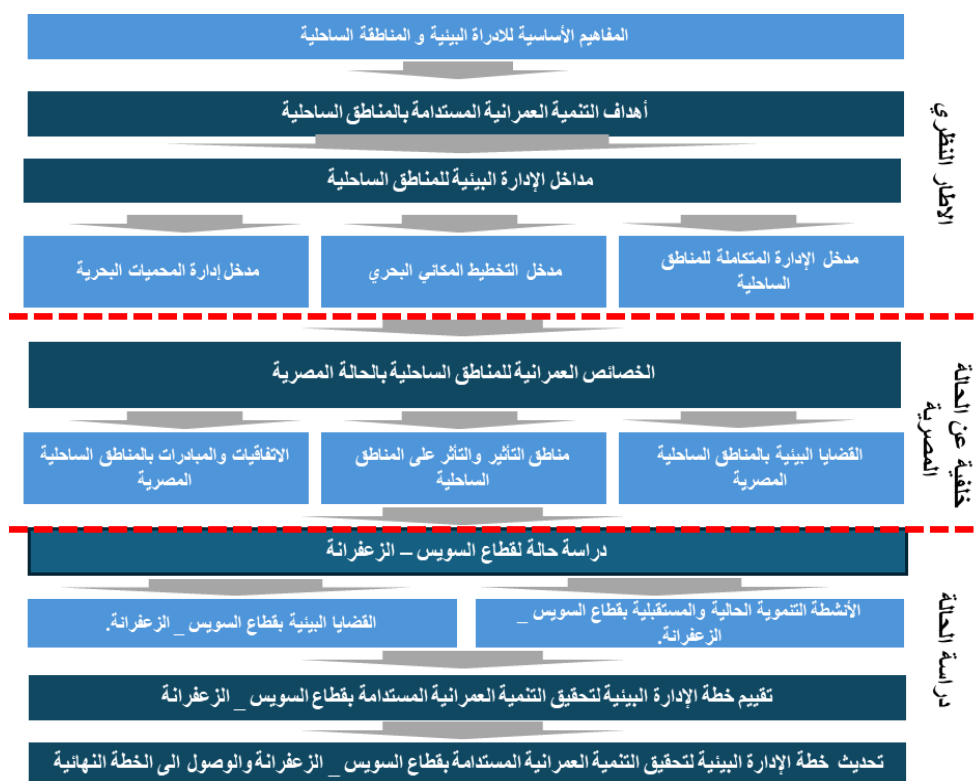 المفاهيم الأساسية للادراة البيئية و المناطقة الساحلية
أهداف التنمية العمرانية المستدامة بالمناطق الساحلية
مداخل الإدارة البيئية للمناطق الساحلية
مدخل الإدارة المتكاملة للمناطق
الساحلية
مدخل التخطيط المكاني البحري
مدخل إدارة المحميات البحرية
الاطار النظري
الخصائص العمرانية للمناطق الساحلية بالحالة المصرية
القضايا البيئية بالمناطق الساحلية
المصرية
مناطق التأثير والتأثر على المناطق
الساحلية
الاتفاقيات والمبادرات بالمناطق الساحلية
المصرية
خلفية عن الحالة
المصرية
دراسة حالة لقطاع السويس – الزعفرانة
الأنشطة التنموية الحالية والمستقبلية بقطاع السويس _
الزعفرانة.
القضايا البيئية بقطاع السويس _ الزعفرانة.
تقييم خطة الإدارة البيئية لتحقيق التنمية العمرانية المستدامة بقطاع السويس _ الزعفرانة
تحديث خطة الإدارة البيئية لتحقيق التنمية العمرانية المستدامة بقطاع السويس _ الزعفرانة والوصول الى الخطة النهائية
دراسة الحالة